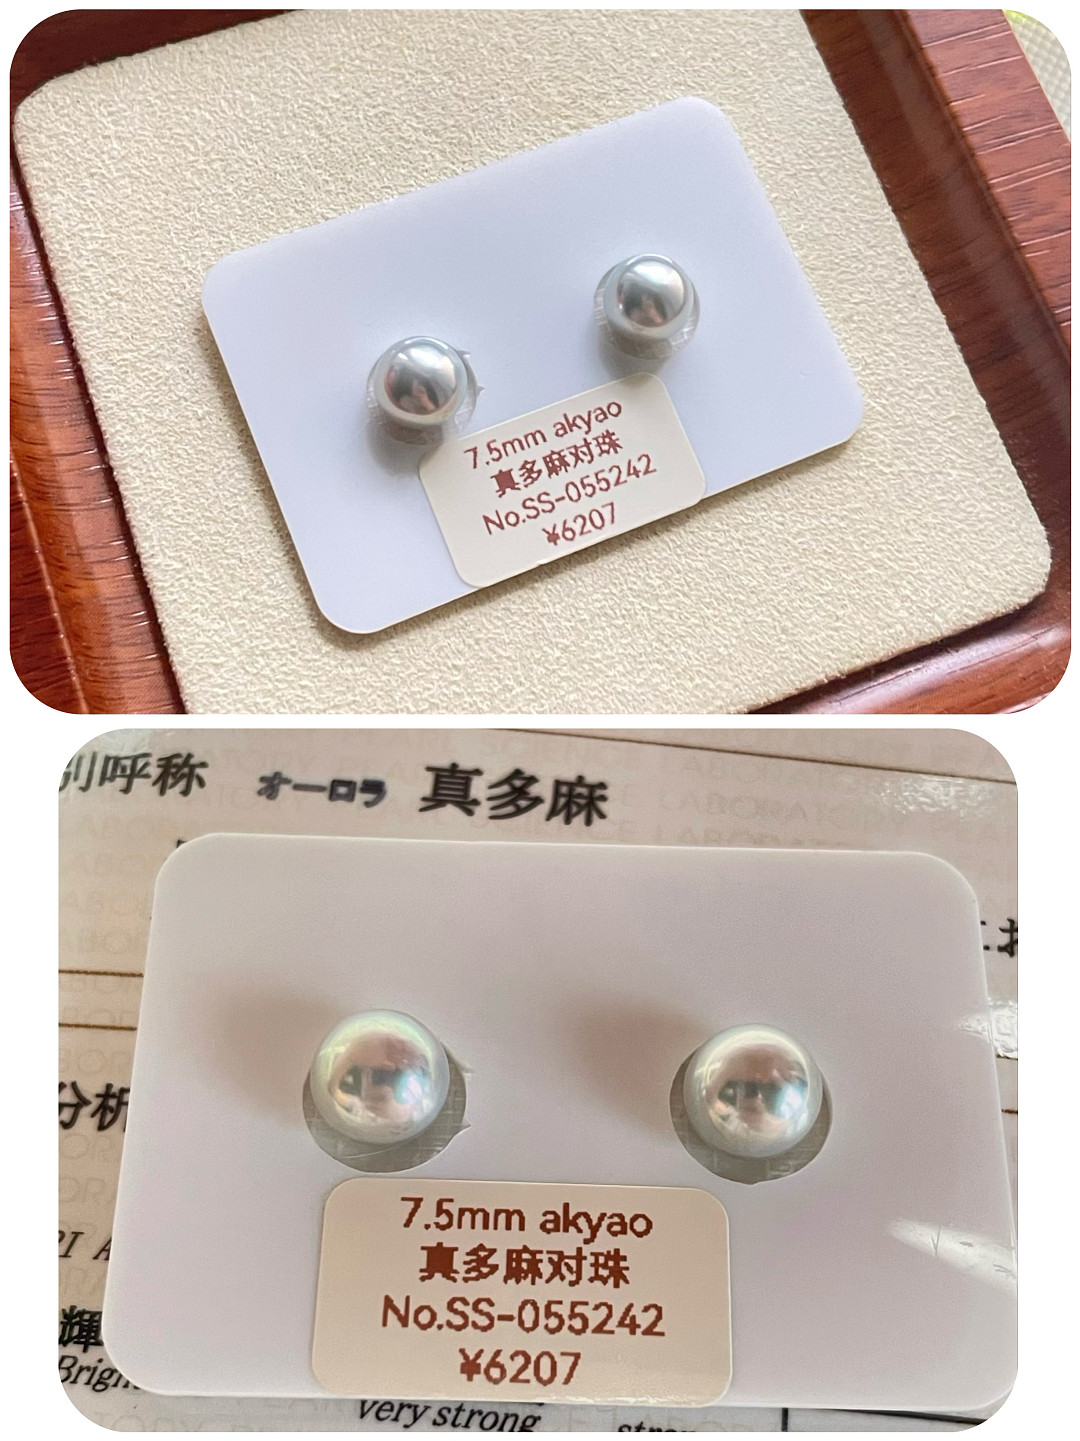 7.5mm akyao
真多麻对珠
No.SS-055242
¥6207
別呼称 オーロラ 真多麻
分析
輝
very strong
7.5mm akyao
真多麻对珠
No.SS-055242
¥6207